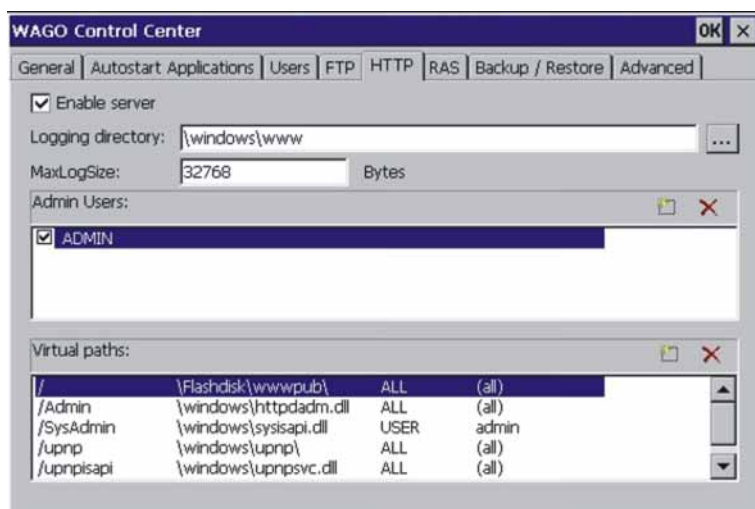 WAGO Control Center OK ×
General Autostart Applications Users FTP HTTP RAS Backup / Restore Advanced
Enable server
Logging directory: \windows\www ...
MaxLogSize: 32768 Bytes
Admin Users:
ADMIN
Virtual paths:
/ \Flashdisk\wwwpub\ ALL (all)
/Admin \windows\httpdadm.dll ALL (all)
/SysAdmin \windows\sysisapi.dll USER admin
/upnp \windows\upnp\ ALL (all)
/upnpisapi \windows\upnpsvc.dll ALL (all)